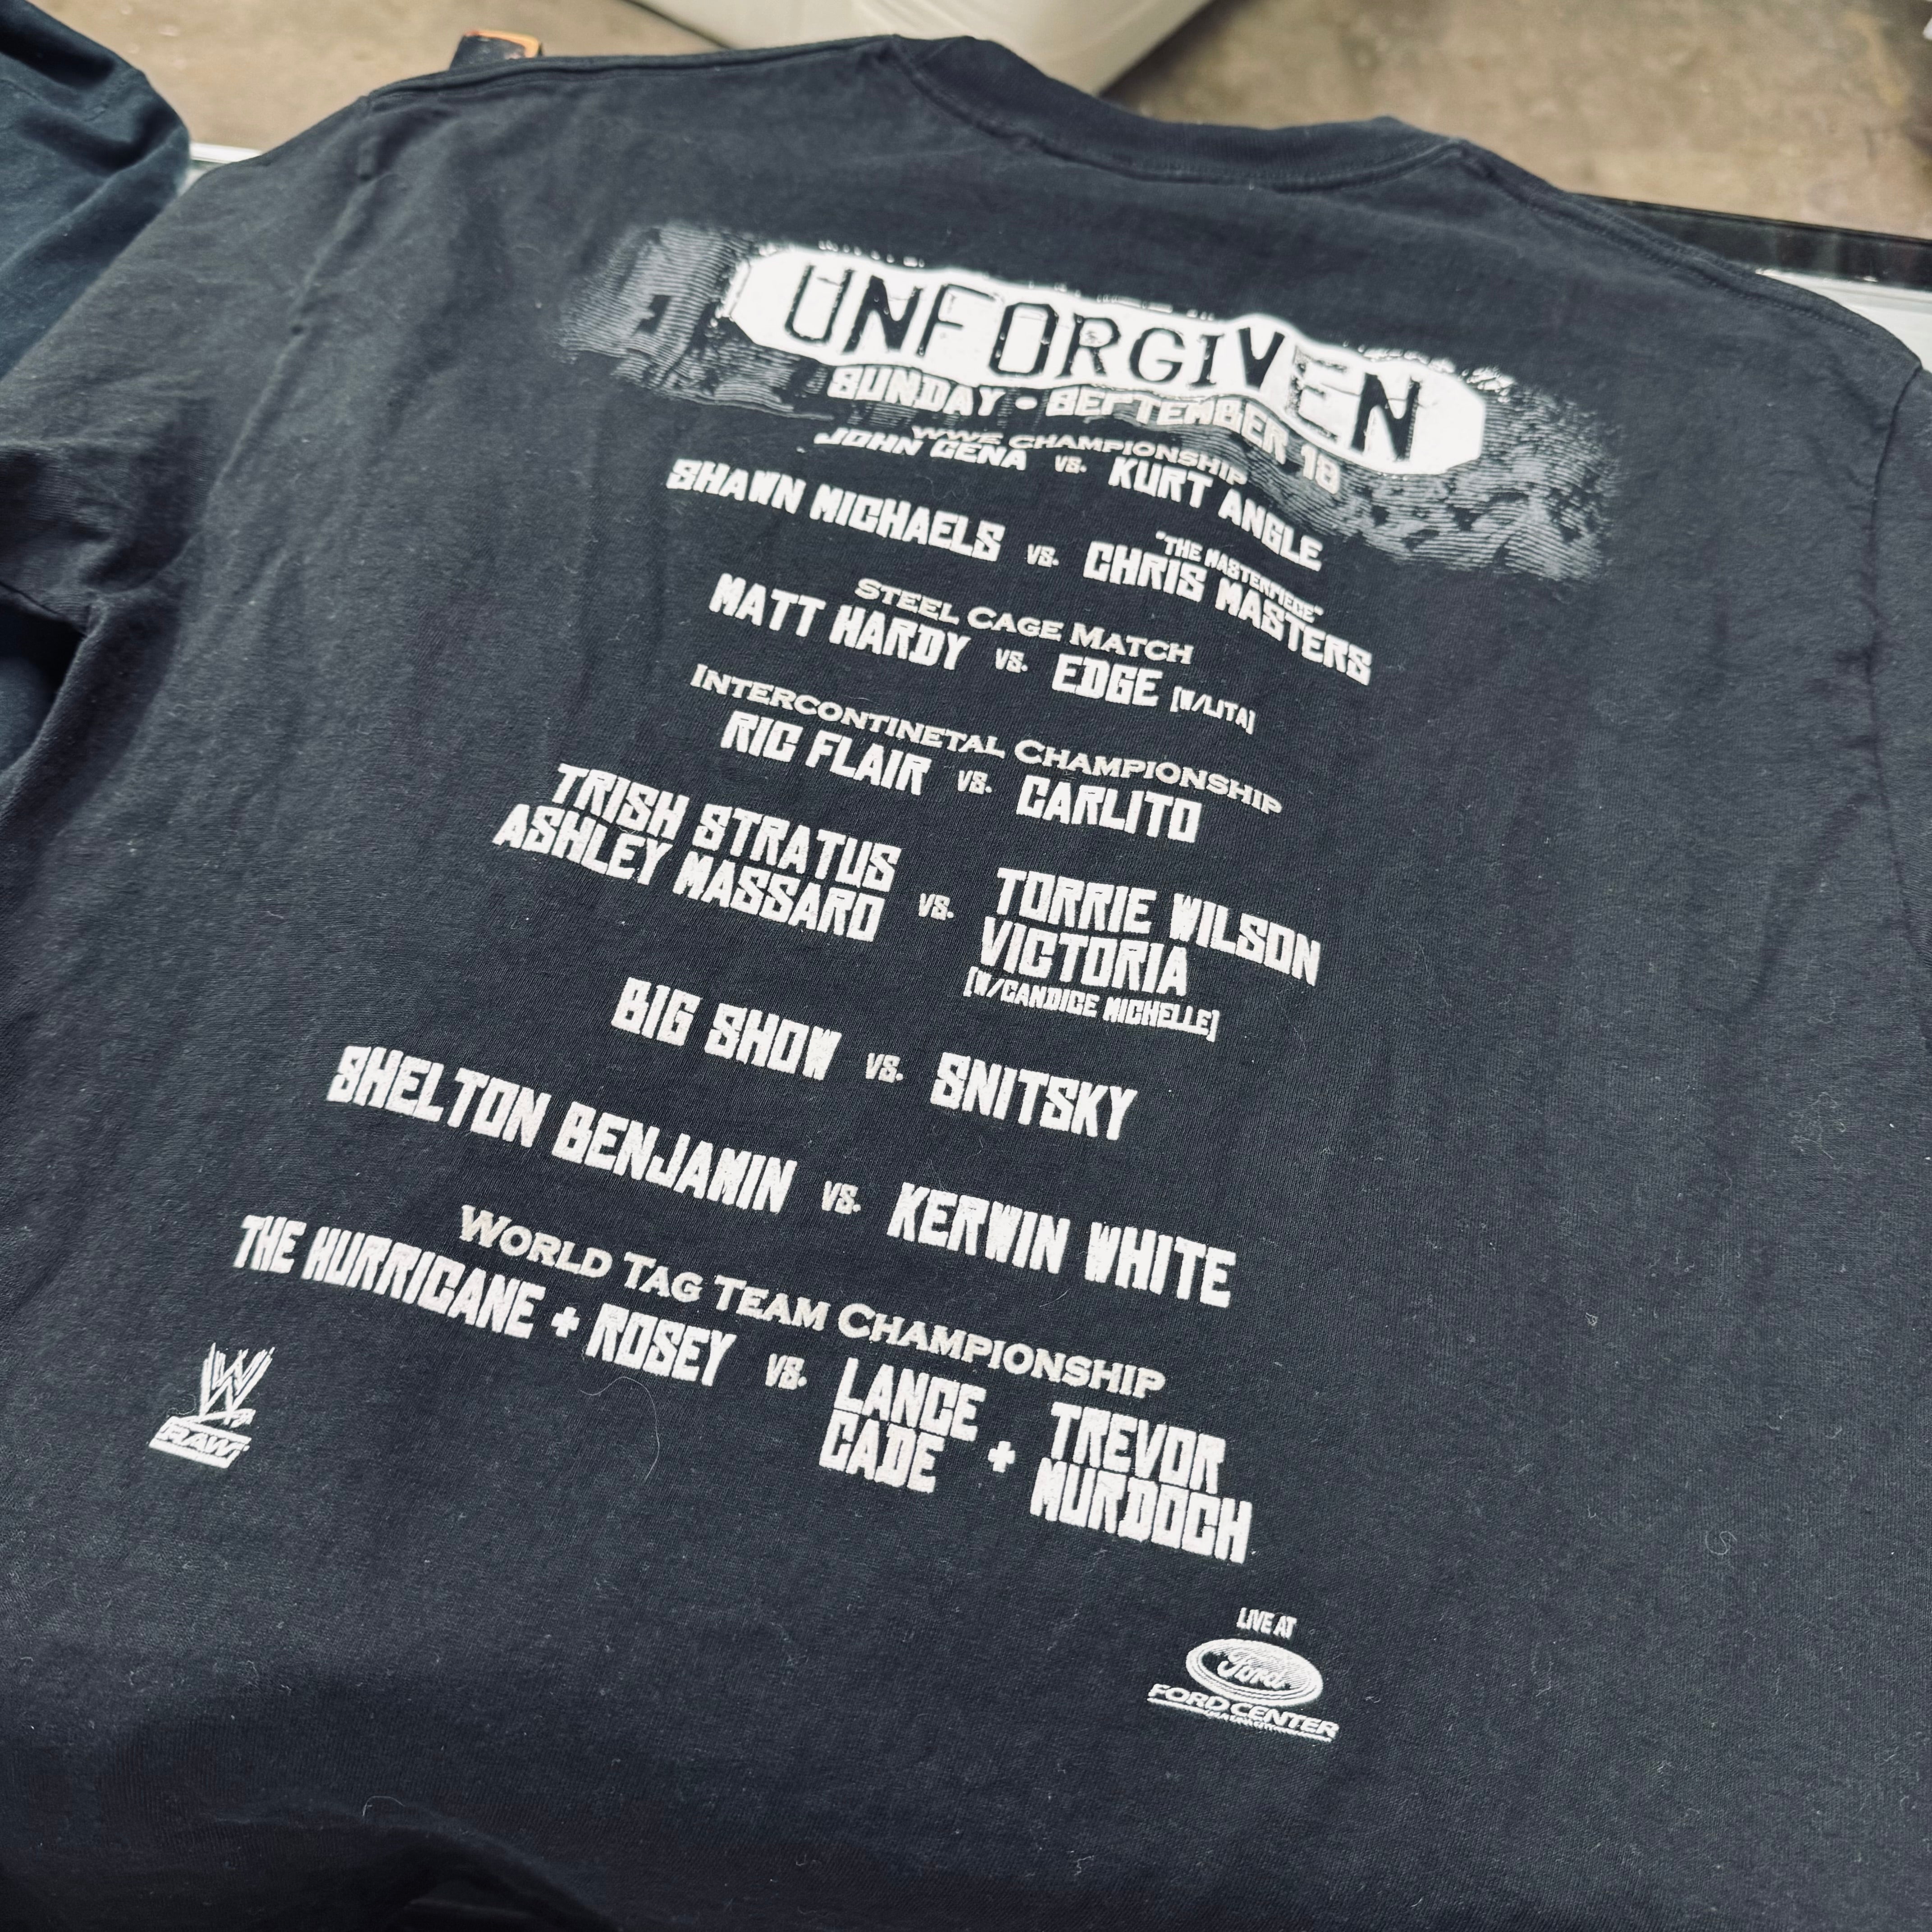 UNFORGIVEN
SUNDAY - SEPTEMBER 18
WWE CHAMPIONSHIP
JOHN CENA VS. KURT ANGLE
SHAWN MICHAELS VS. "THE MASTERPIECE" CHRIS MASTERS
STEEL CAGE MATCH
MATT HARDY VS. EDGE [W/LITA]
INTERCONTINETAL CHAMPIONSHIP
RIC FLAIR VS. CARLITO
TRISH STRATUS
ASHLEY MASSARO
VS.
TORRIE WILSON
VICTORIA
[W/CANDICE MICHELLE]
BIG SHOW VS. SNITSKY
SHELTON BENJAMIN VS. KERWIN WHITE
WORLD TAG TEAM CHAMPIONSHIP
THE HURRICANE + ROSEY VS. LANCE CADE + TREVOR MURDOCH
W
RAW
LIVE AT
Ford
FORD CENTER